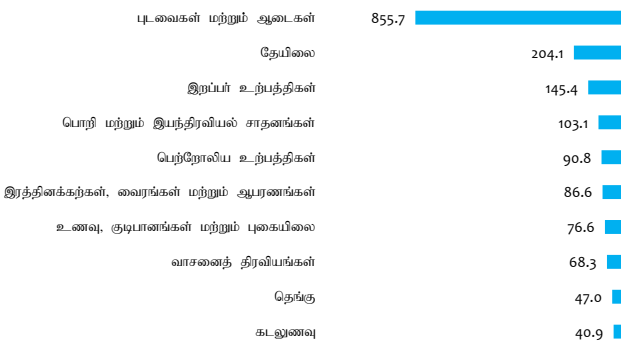 புடவைகள் மற்றும் ஆடைகள் 855.7
தேயிலை 204.1
இறப்பர் உற்பத்திகள் 145.4
பொறி மற்றும் இயந்திரவியல் சாதனங்கள் 103.1
பெற்றோலிய உற்பத்திகள் 90.8
இரத்தினக்கற்கள், வைரங்கள் மற்றும் ஆபரணங்கள் 86.6
உணவு, குடிபானங்கள் மற்றும் புகையிலை 76.6
வாசனைத் திரவியங்கள் 68.3
தெங்கு 47.0
கடலுணவு 40.9